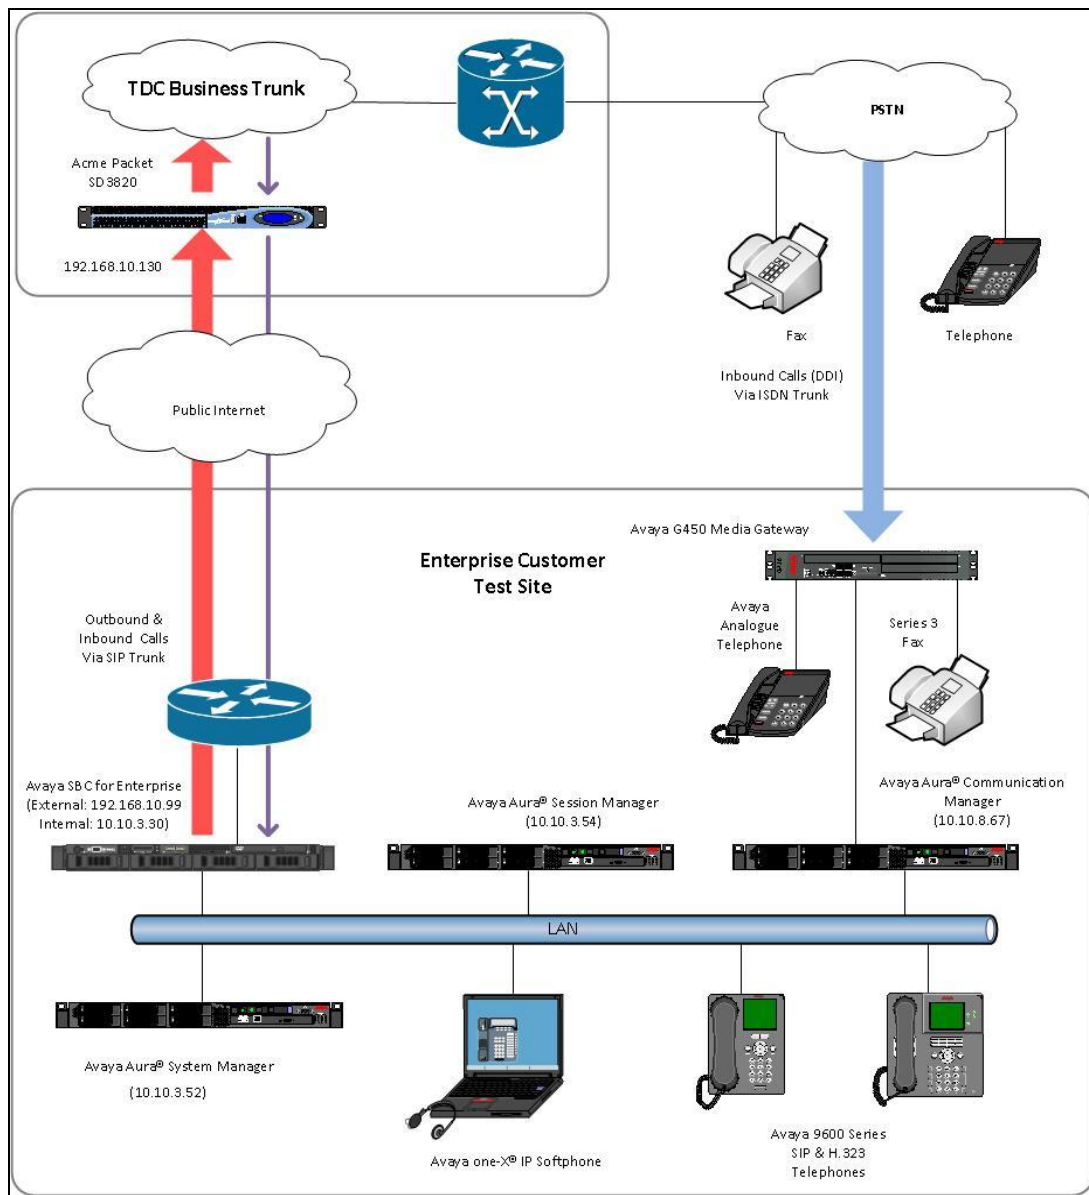 TDC Business Trunk
PSTN
Acme Packet
SD3820
192.168.10.130
Fax
Telephone
Inbound Calls (DDI)
Via ISDN Trunk
Public Internet
Avaya G450 Media Gateway
Enterprise Customer
Test Site
Outbound &
Inbound Calls
Via SIP Trunk
Avaya
Analogue
Telephone
Series 3
Fax
Avaya SBC for Enterprise
(External: 192.168.10.99
Internal: 10.10.3.30)
Avaya Aura® Session Manager
(10.10.3.54)
Avaya Aura® Communication
Manager
(10.10.8.67)
LAN
Avaya Aura® System Manager
(10.10.3.52)
Avaya one-X® IP Softphone
Avaya 9600 Series
SIP & H.323
Telephones